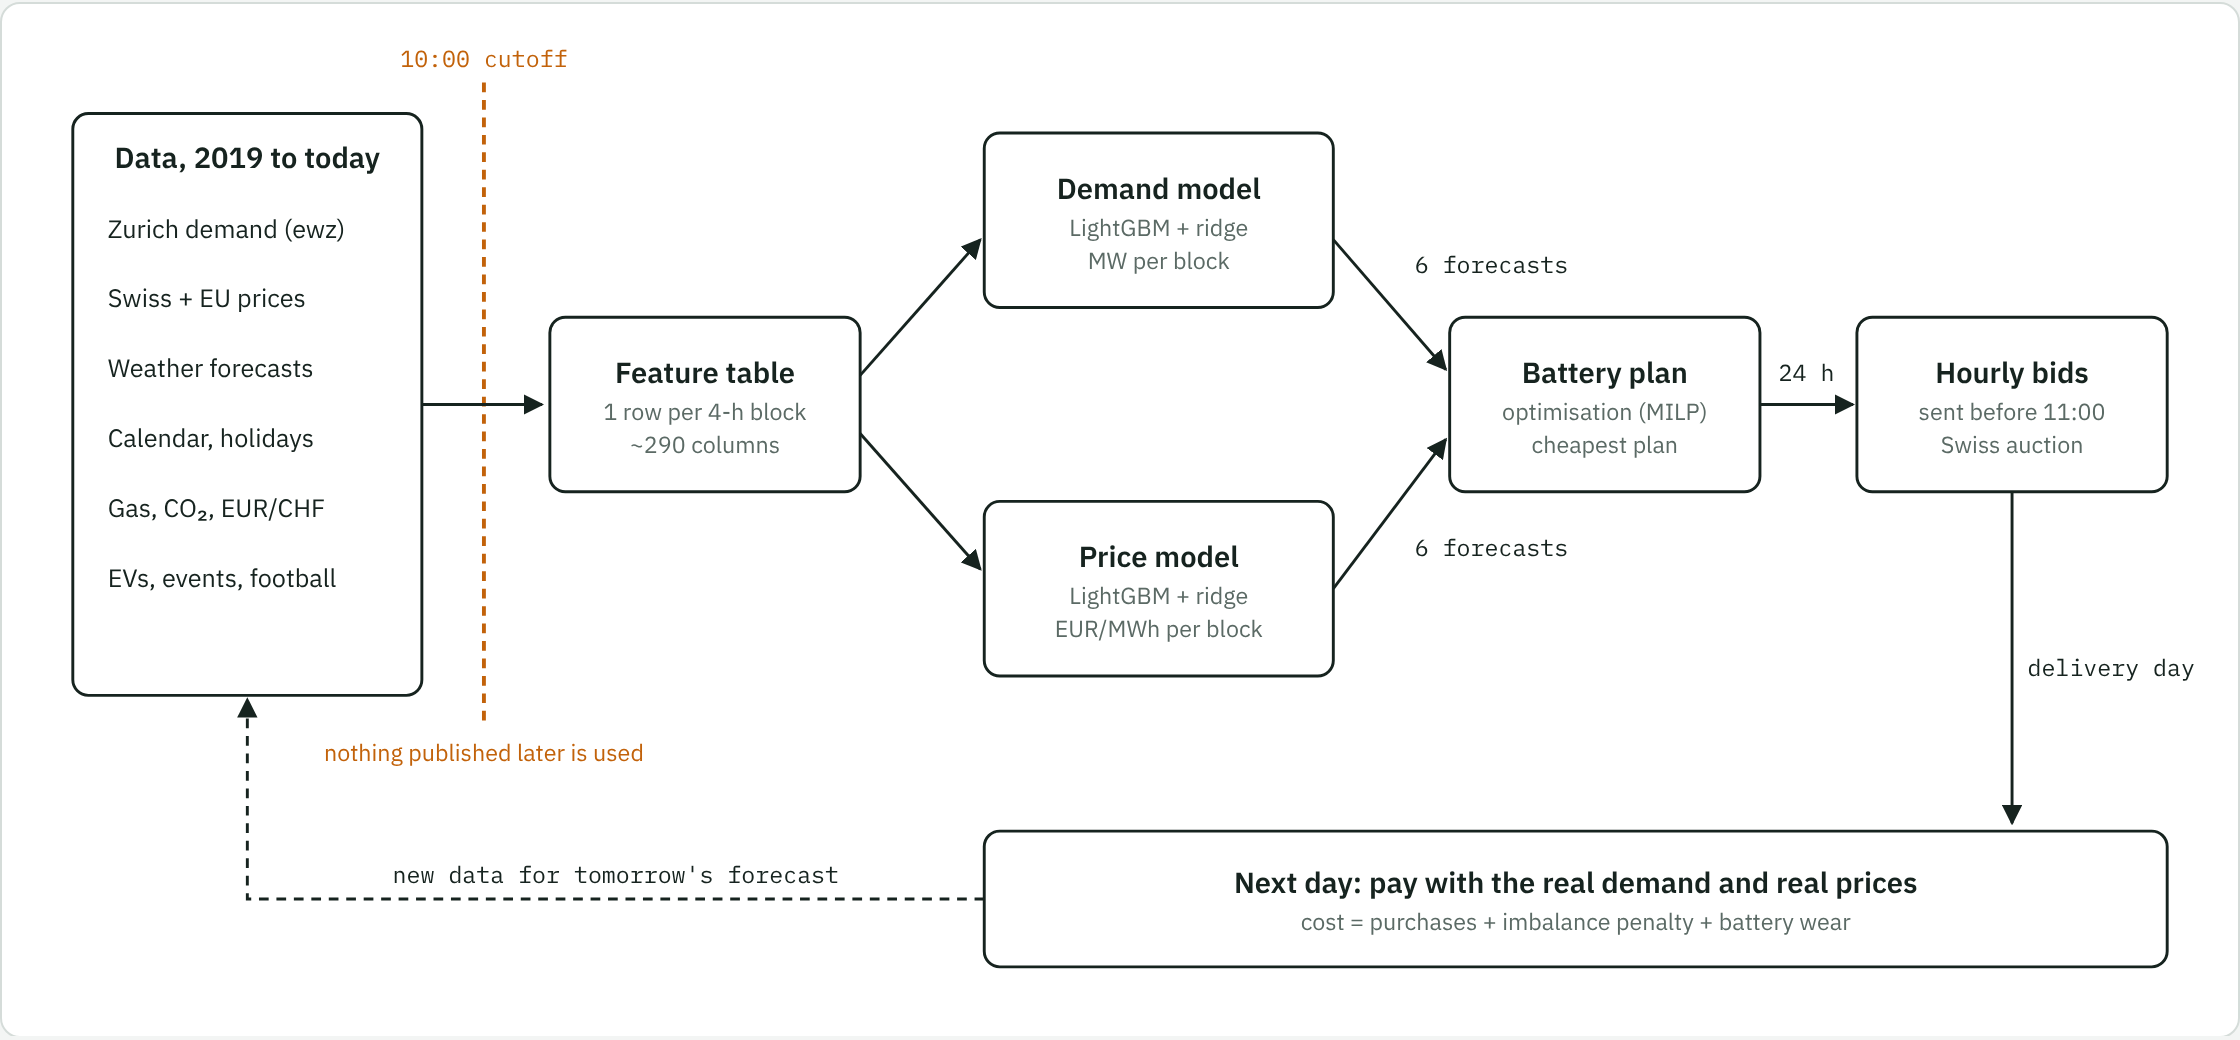 10:00 cutoff
Data, 2019 to today
Zurich demand (ewz)
Swiss + EU prices
Weather forecasts
Calendar, holidays
Gas, CO₂, EUR/CHF
EVs, events, football
nothing published later is used
Feature table
1 row per 4-h block
~290 columns
Demand model
LightGBM + ridge
MW per block
Price model
LightGBM + ridge
EUR/MWh per block
6 forecasts
6 forecasts
Battery plan
optimisation (MILP)
cheapest plan
24 h
Hourly bids
sent before 11:00
Swiss auction
delivery day
Next day: pay with the real demand and real prices
cost = purchases + imbalance penalty + battery wear
new data for tomorrow's forecast